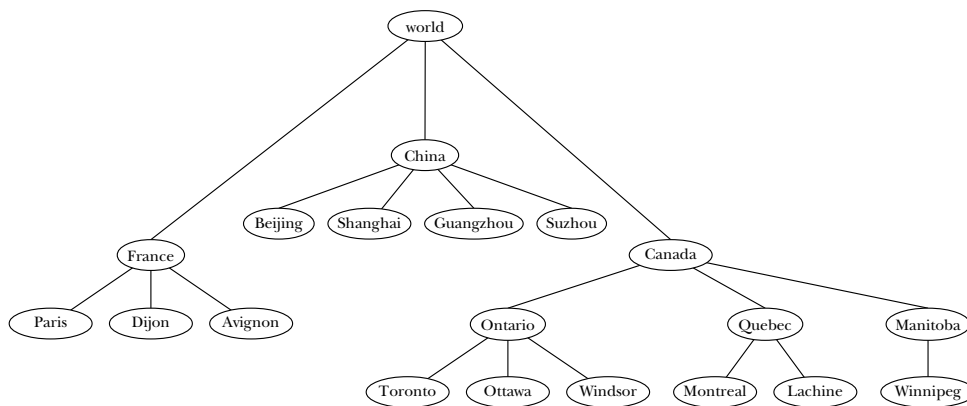 world
China
Beijing Shanghai Guangzhou Suzhou
France Canada
Paris Dijon Avignon Ontario Quebec Manitoba
Toronto Ottawa Windsor Montreal Lachine Winnipeg